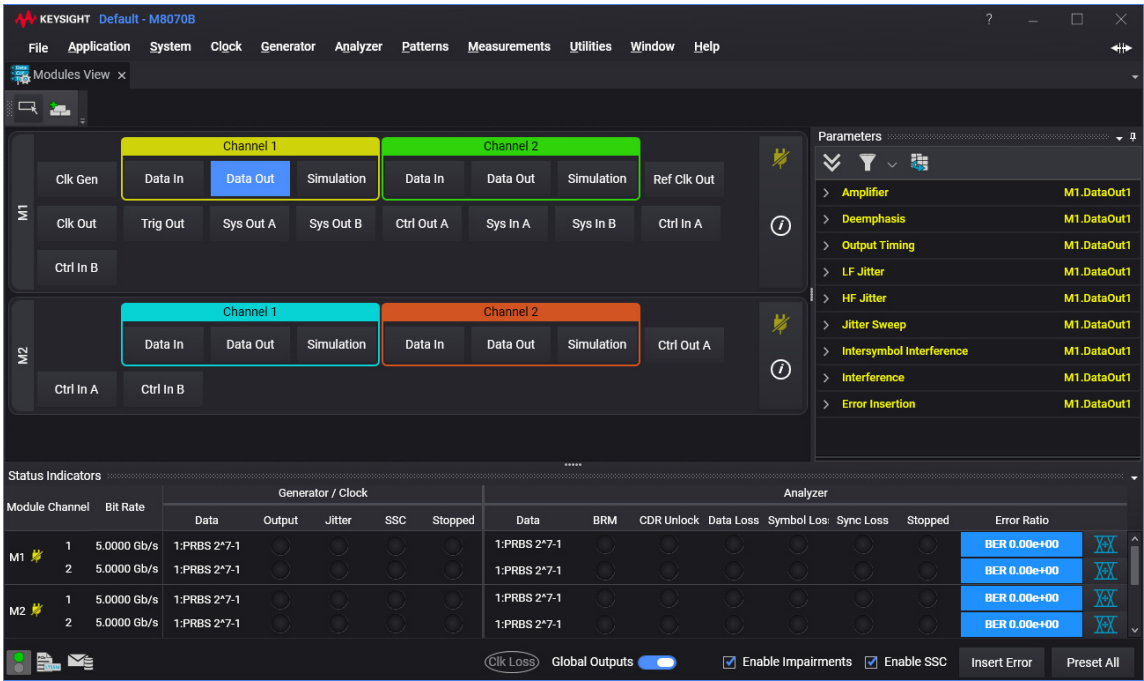 KEYSIGHT Default - M8070B ?
File Application System Clock Generator Analyzer Patterns Measurements Utilities Window Help
Modules View
Parameters
Channel 1 Channel 2
Clk Gen Data In Data Out Simulation Data In Data Out Simulation Ref Clk Out
M1
Clk Out Trig Out Sys Out A Sys Out B Ctrl Out A Sys In A Sys In B Ctrl In A
Ctrl In B
Channel 1 Channel 2
Data In Data Out Simulation Data In Data Out Simulation Ctrl Out A
M2
Ctrl In A Ctrl In B
Amplifier M1.DataOut1
Deemphasis M1.DataOut1
Output Timing M1.DataOut1
LF Jitter M1.DataOut1
HF Jitter M1.DataOut1
Jitter Sweep M1.DataOut1
Intersymbol Interference M1.DataOut1
Interference M1.DataOut1
Error Insertion M1.DataOut1
Status Indicators
Generator / Clock Analyzer
Module Channel Bit Rate
Data Output Jitter SSC Stopped Data BRM CDR Unlock Data Loss Symbol Los Sync Loss Stopped Error Ratio
M1
1 5.0000 Gb/s 1:PRBS 2^7-1 1:PRBS 2^7-1 BER 0.00e+00
2 5.0000 Gb/s 1:PRBS 2^7-1 1:PRBS 2^7-1 BER 0.00e+00
M2
1 5.0000 Gb/s 1:PRBS 2^7-1 1:PRBS 2^7-1 BER 0.00e+00
2 5.0000 Gb/s 1:PRBS 2^7-1 1:PRBS 2^7-1 BER 0.00e+00
Clk Loss Global Outputs Enable Impairments Enable SSC Insert Error Preset All